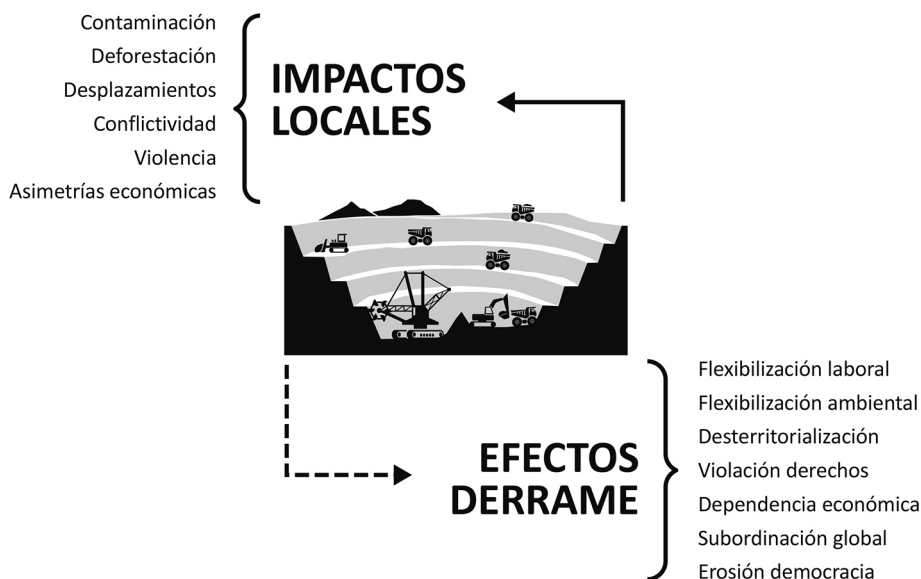 Contaminación
Deforestación
Desplazamientos
Conflictividad
Violencia
Asimetrías económicas
IMPACTOS
LOCALES
EFECTOS
DERRAME
Flexibilización laboral
Flexibilización ambiental
Desterritorialización
Violación derechos
Dependencia económica
Subordinación global
Erosión democracia